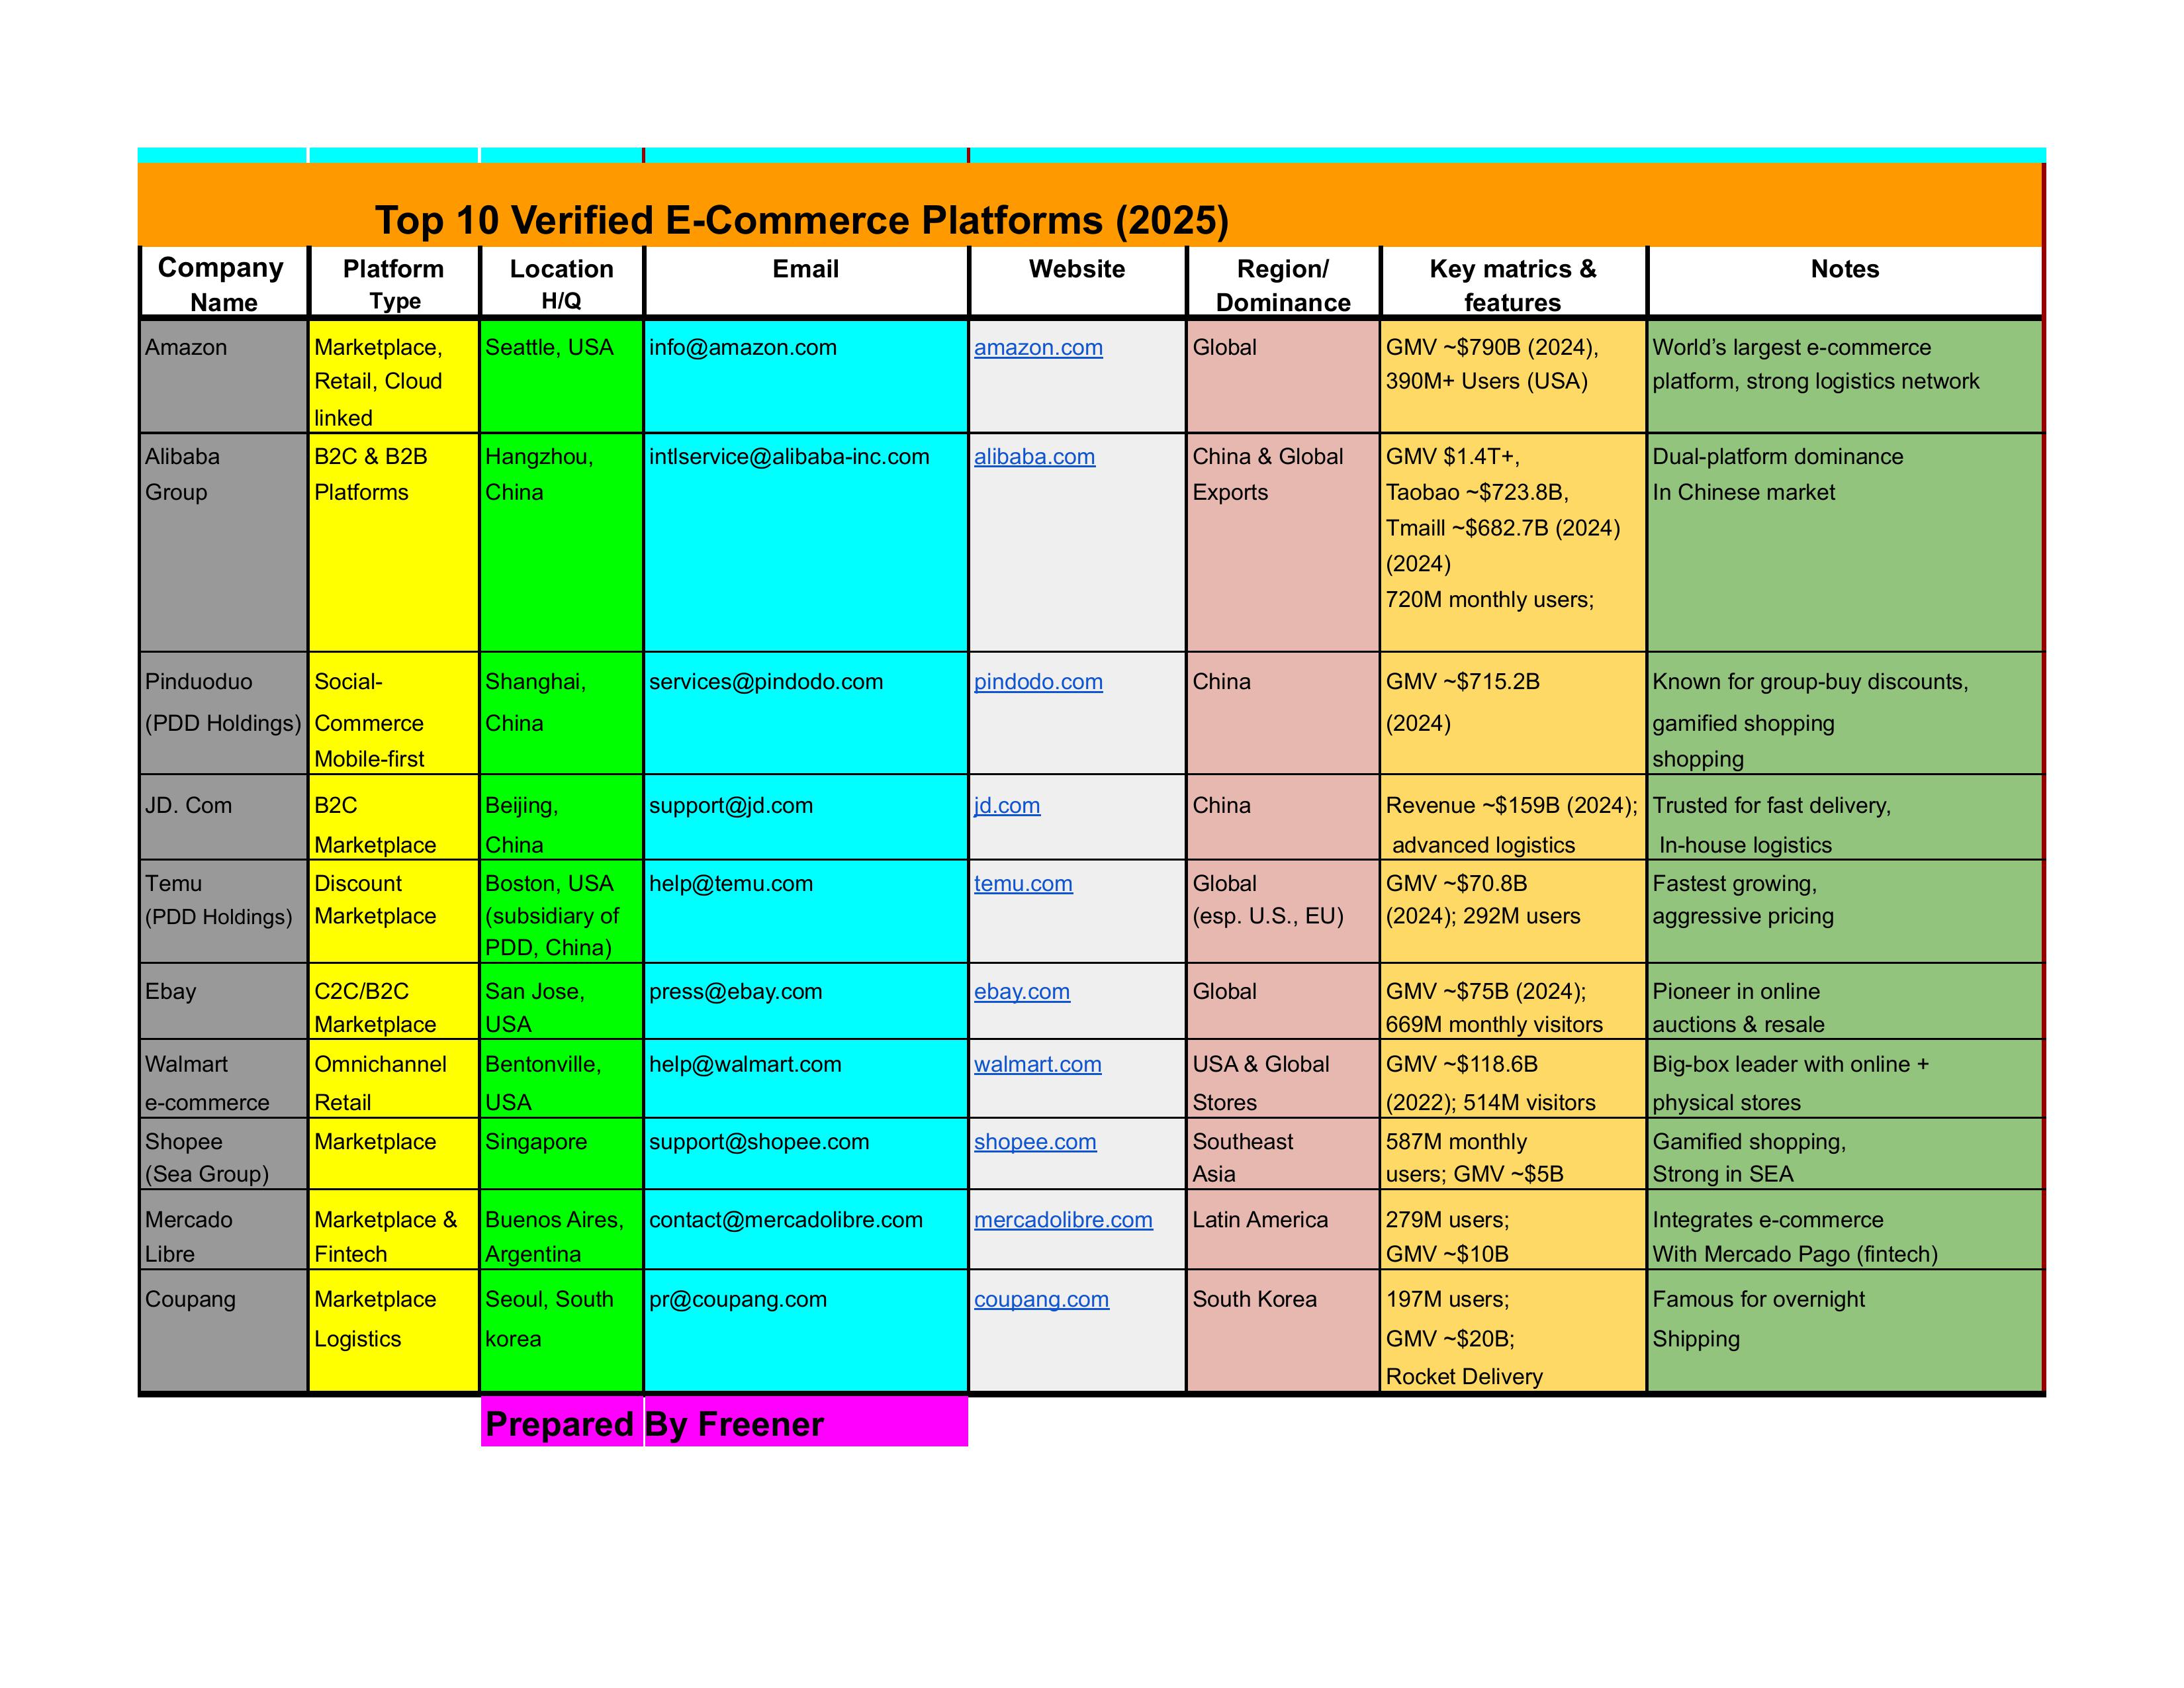 Top 10 Verified E-Commerce Platforms (2025)
Company Name
Platform Type
Location H/Q
Email
Website
Region/ Dominance
Key matrics & features
Notes
Amazon
Marketplace,
Retail, Cloud
linked
Seattle, USA
info@amazon.com
amazon.com
Global
GMV ~$790B (2024),
390M+ Users (USA)
World’s largest e-commerce
platform, strong logistics network
Alibaba
Group
B2C & B2B
Platforms
Hangzhou,
China
intlservice@alibaba-inc.com
alibaba.com
China & Global
Exports
GMV $1.4T+,
Taobao ~$723.8B,
Tmaill ~$682.7B (2024)
(2024)
720M monthly users;
Dual-platform dominance
In Chinese market
Pinduoduo
(PDD Holdings)
Social-
Commerce
Mobile-first
Shanghai,
China
services@pindodo.com
pindodo.com
China
GMV ~$715.2B
(2024)
Known for group-buy discounts,
gamified shopping
shopping
JD. Com
B2C
Marketplace
Beijing,
China
support@jd.com
jd.com
China
Revenue ~$159B (2024);
advanced logistics
Trusted for fast delivery,
In-house logistics
Temu
(PDD Holdings)
Discount
Marketplace
Boston, USA
(subsidiary of
PDD, China)
help@temu.com
temu.com
Global
(esp. U.S., EU)
GMV ~$70.8B
(2024); 292M users
Fastest growing,
aggressive pricing
Ebay
C2C/B2C
Marketplace
San Jose,
USA
press@ebay.com
ebay.com
Global
GMV ~$75B (2024);
669M monthly visitors
Pioneer in online
auctions & resale
Walmart
e-commerce
Omnichannel
Retail
Bentonville,
USA
help@walmart.com
walmart.com
USA & Global
Stores
GMV ~$118.6B
(2022); 514M visitors
Big-box leader with online +
physical stores
Shopee
(Sea Group)
Marketplace
Singapore
support@shopee.com
shopee.com
Southeast
Asia
587M monthly
users; GMV ~$5B
Gamified shopping,
Strong in SEA
Mercado
Libre
Marketplace &
Fintech
Buenos Aires,
Argentina
contact@mercadolibre.com
mercadolibre.com
Latin America
279M users;
GMV ~$10B
Integrates e-commerce
With Mercado Pago (fintech)
Coupang
Marketplace
Logistics
Seoul, South
korea
pr@coupang.com
coupang.com
South Korea
197M users;
GMV ~$20B;
Rocket Delivery
Famous for overnight
Shipping
Prepared By Freener